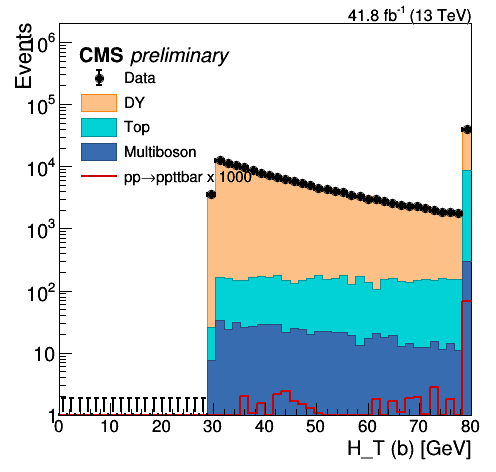 41.8 fb⁻¹ (13 TeV)
Events
CMS preliminary
Data
DY
Top
Multiboson
pp→ppttbar x 1000
10⁶
10⁵
10⁴
10³
10²
10
1
0 10 20 30 40 50 60 70 80
H_T (b) [GeV]